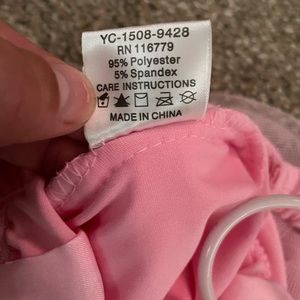 YC-1508-9428
RN 116779
95% Polyester
5% Spandex
CARE INSTRUCTIONS
MADE IN CHINA